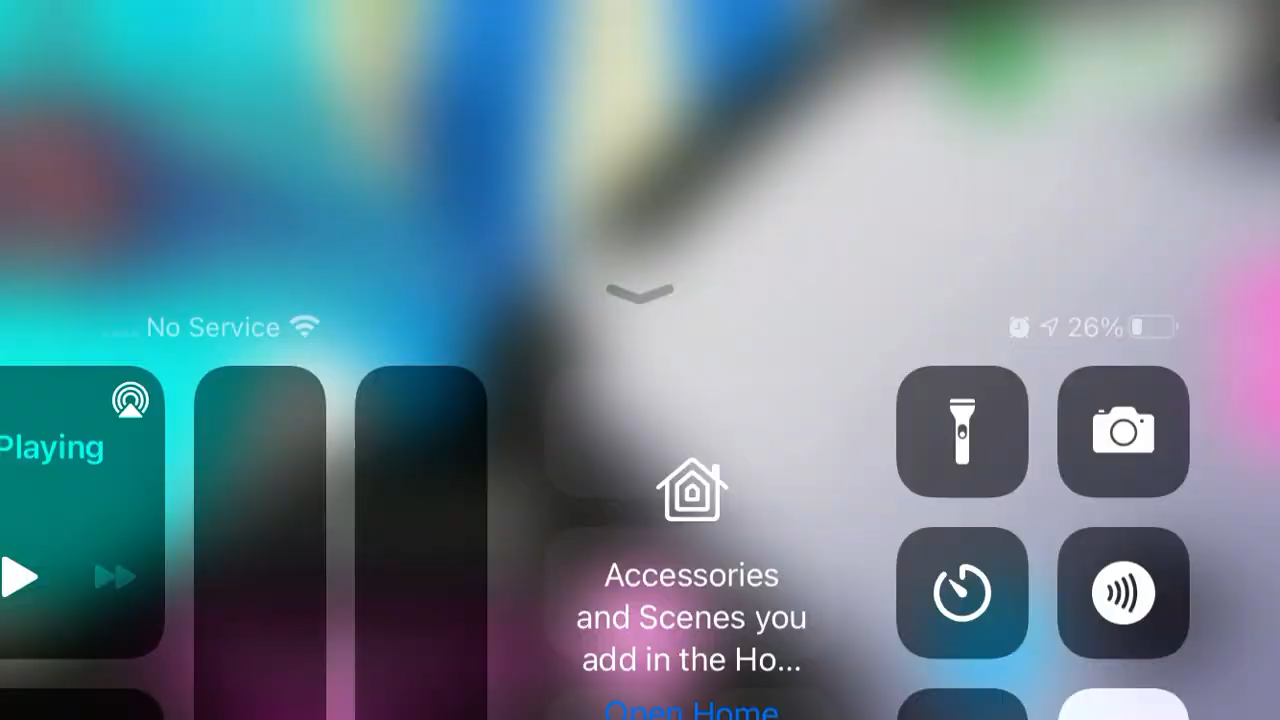 No Service
26%
Playing
Accessories
and Scenes you
add in the Ho...
Open Home